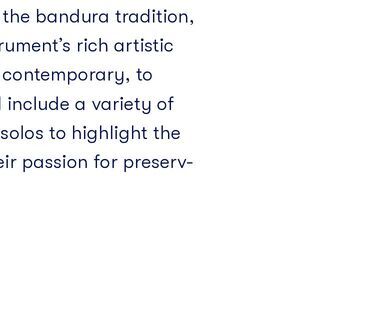 the bandura tradition,
rument’s rich artistic
contemporary, to
include a variety of
solos to highlight the
eir passion for preserv-